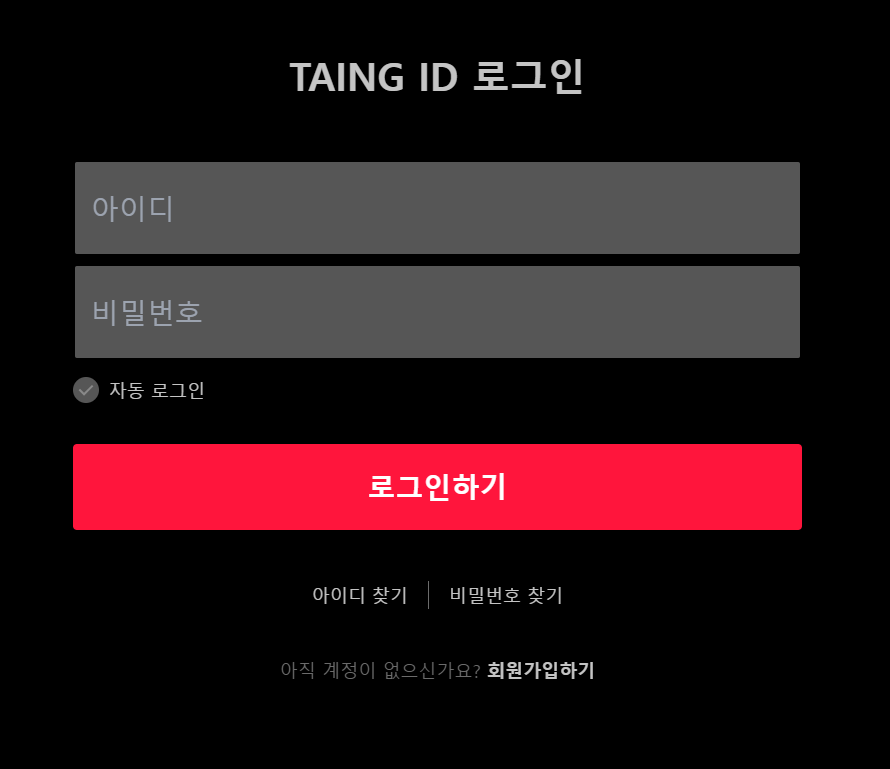 TAING ID 로그인
아이디
비밀번호
자동 로그인
로그인하기
아이디 찾기 비밀번호 찾기
아직 계정이 없으신가요? 회원가입하기